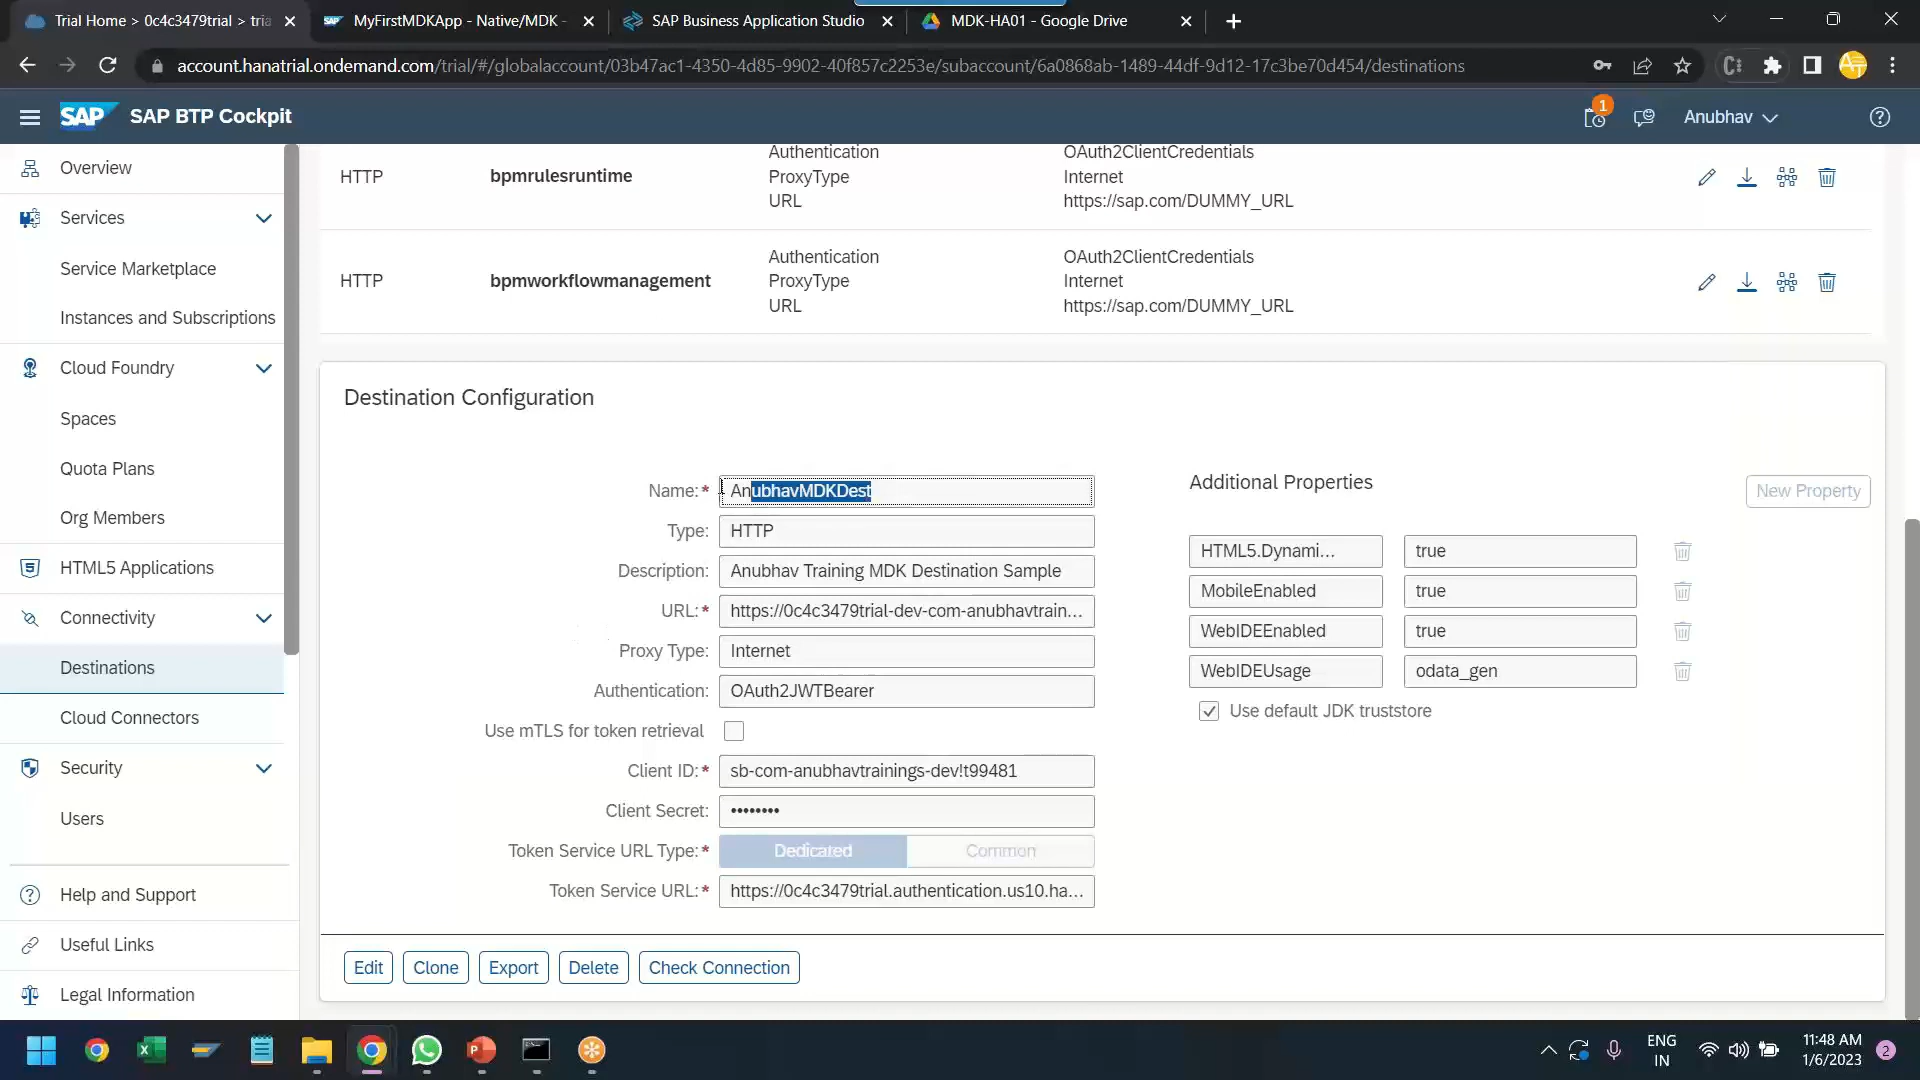 Trial Home > 0c4c3479trial > tria
MyFirstMDKApp - Native/MDK -
SAP Business Application Studio
MDK-HA01 - Google Drive
account.hanatrial.ondemand.com/trial/#/globalaccount/03b47ac1-4350-4d85-9902-40f857c2253e/subaccount/6a0868ab-1489-44df-9d12-17c3be70d454/destinations
SAP
SAP BTP Cockpit
1
Anubhav
Overview
Services
Service Marketplace
Instances and Subscriptions
Cloud Foundry
Spaces
Quota Plans
Org Members
HTML5 Applications
Connectivity
Destinations
Cloud Connectors
Security
Users
Help and Support
Useful Links
Legal Information
Authentication OAuth2ClientCredentials
HTTP bpmrulesruntime ProxyType Internet
URL https://sap.com/DUMMY_URL
Authentication OAuth2ClientCredentials
HTTP bpmworkflowmanagement ProxyType Internet
URL https://sap.com/DUMMY_URL
Destination Configuration
Name:* AnubhavMDKDest
Type: HTTP
Description: Anubhav Training MDK Destination Sample
URL:* https://0c4c3479trial-dev-com-anubhavtrain...
Proxy Type: Internet
Authentication: OAuth2JWTBearer
Use mTLS for token retrieval
Client ID:* sb-com-anubhavtrainings-dev!t99481
Client Secret: ••••••••
Token Service URL Type:* Dedicated Common
Token Service URL:* https://0c4c3479trial.authentication.us10.ha...
Additional Properties
New Property
HTML5.Dynami... true
MobileEnabled true
WebIDEEnabled true
WebIDEUsage odata_gen
Use default JDK truststore
Edit Clone Export Delete Check Connection
ENG
IN
11:48 AM
1/6/2023
2